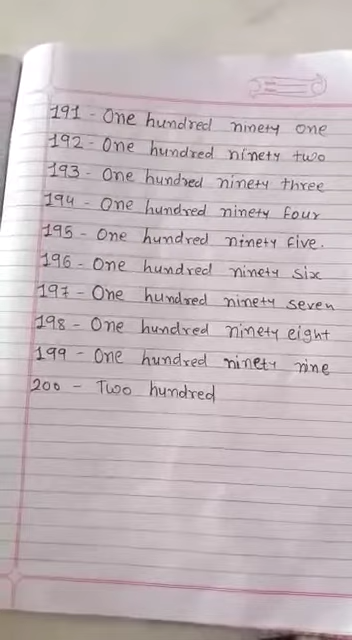 191 - One hundred ninety one
192 - One hundred ninety two
193 - One hundred ninety three
194 - One hundred ninety four
195 - One hundred ninety five.
196 - One hundred ninety six
197 - One hundred ninety seven
198 - One hundred ninety eight
199 - One hundred ninety nine
200 - Two hundred